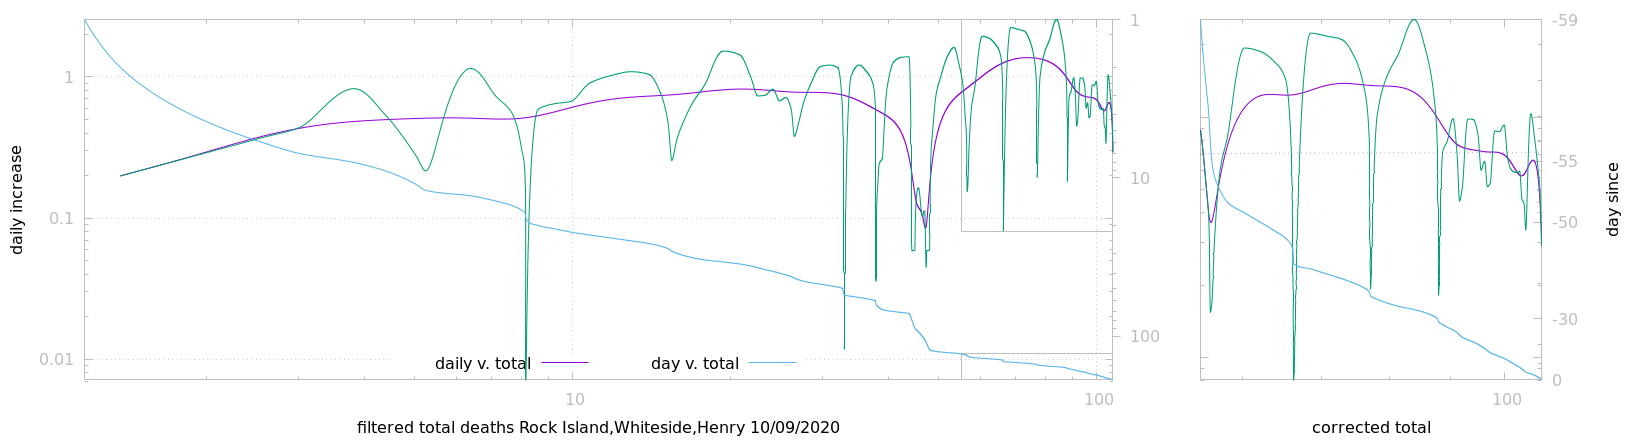 1
-59
1
10
-55
0.1
-50
daily increase
day since
-30
100
0.01
daily v. total
day v. total
0
10
100
100
filtered total deaths Rock Island,Whiteside,Henry 10/09/2020
corrected total